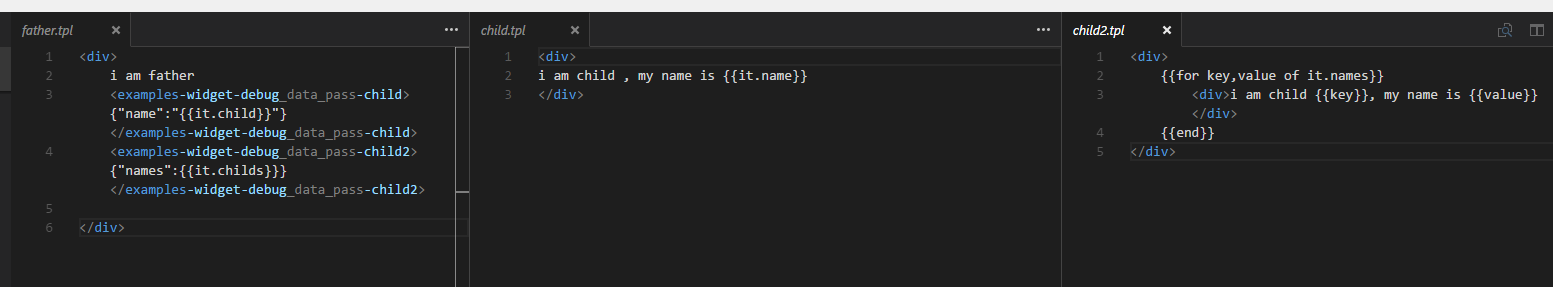 father.tpl
1 <div>
2 i am father
3 <examples-widget-debug_data_pass-child>
{"name":"{{it.child}}"}
</examples-widget-debug_data_pass-child>
4 <examples-widget-debug_data_pass-child2>
{"names":{{it.childs}}}
</examples-widget-debug_data_pass-child2>
5
6 </div>
child.tpl
1 <div>
2 i am child , my name is {{it.name}}
3 </div>
child2.tpl
1 <div>
2 {{for key,value of it.names}}
3 <div>i am child {{key}}, my name is {{value}}
</div>
4 {{end}}
5 </div>